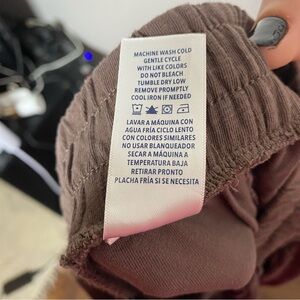 MACHINE WASH COLD
GENTLE CYCLE
WITH LIKE COLORS
DO NOT BLEACH
TUMBLE DRY LOW
REMOVE PROMPTLY
COOL IRON IF NEEDED
LAVAR A MÁQUINA CON
AGUA FRÍA CICLO LENTO
CON COLORES SIMILARES
NO USAR BLANQUEADOR
SECAR A MÁQUINA A
TEMPERATURA BAJA
RETIRAR PRONTO
PLACHA FRÍA SI SE NECESITA